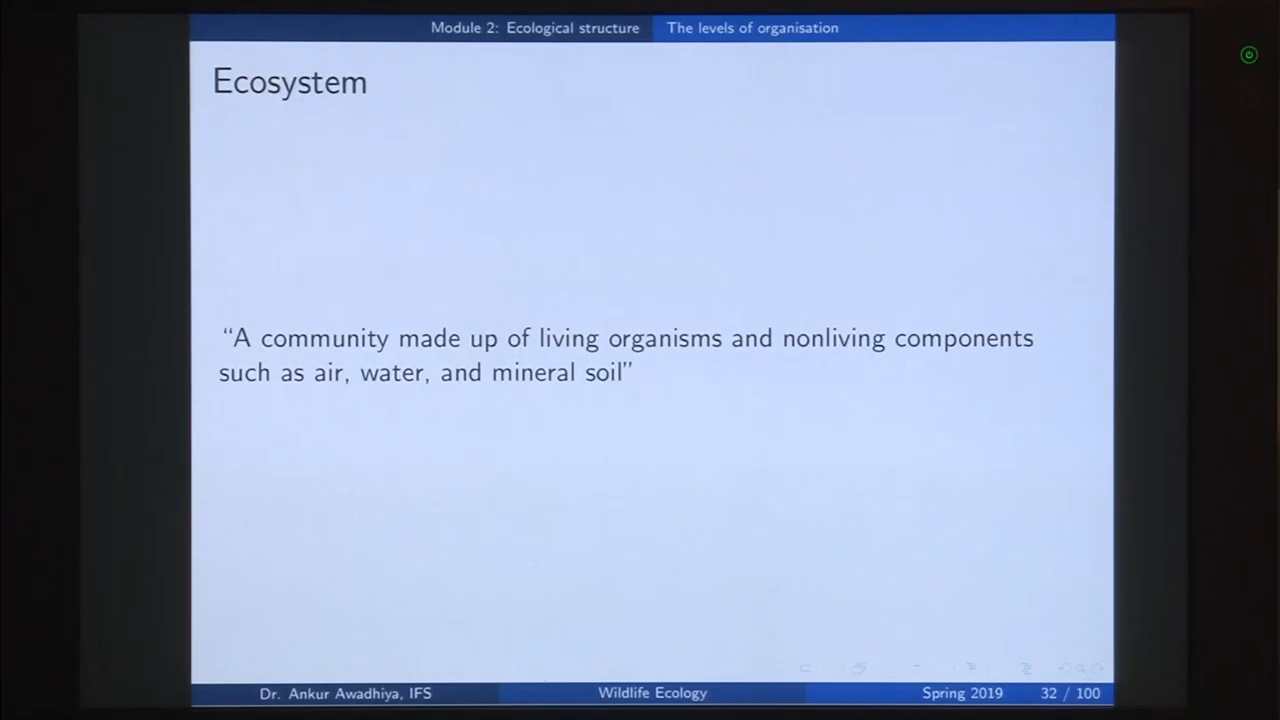 Module 2: Ecological structure The levels of organisation
Ecosystem
“A community made up of living organisms and nonliving components
such as air, water, and mineral soil”
Dr. Ankur Awadhiya, IFS Wildlife Ecology Spring 2019 32 / 100